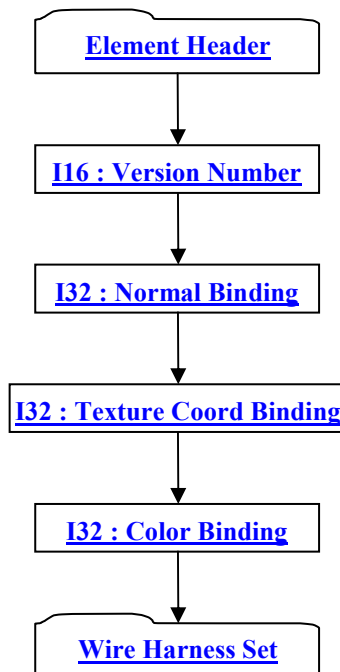 Element Header
I16 : Version Number
I32 : Normal Binding
I32 : Texture Coord Binding
I32 : Color Binding
Wire Harness Set